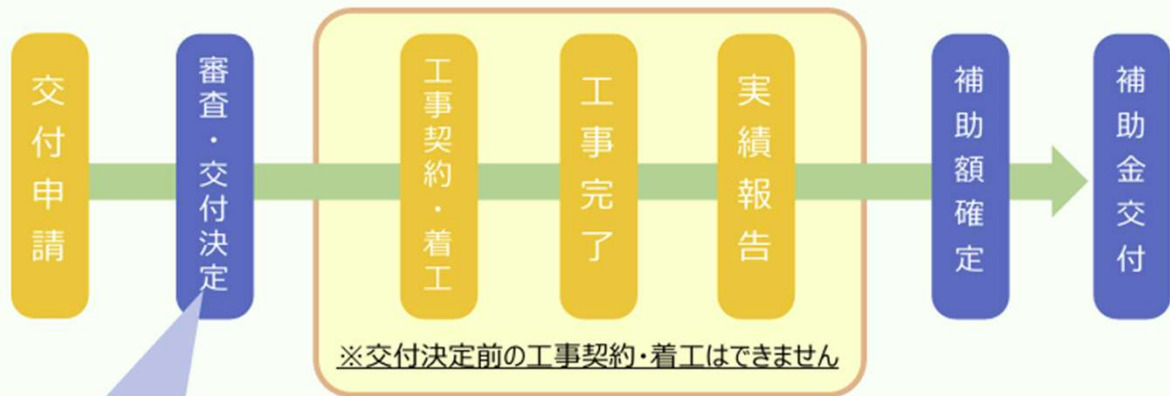 交付申請
審査・交付決定
工事契約・着工
工事完了
実績報告
補助額確定
補助金交付
※交付決定前の工事契約・着工はできません